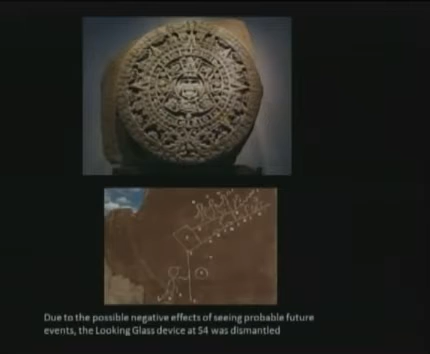 Due to the possible negative effects of seeing probable future
events, the Looking Glass device at S4 was dismantled